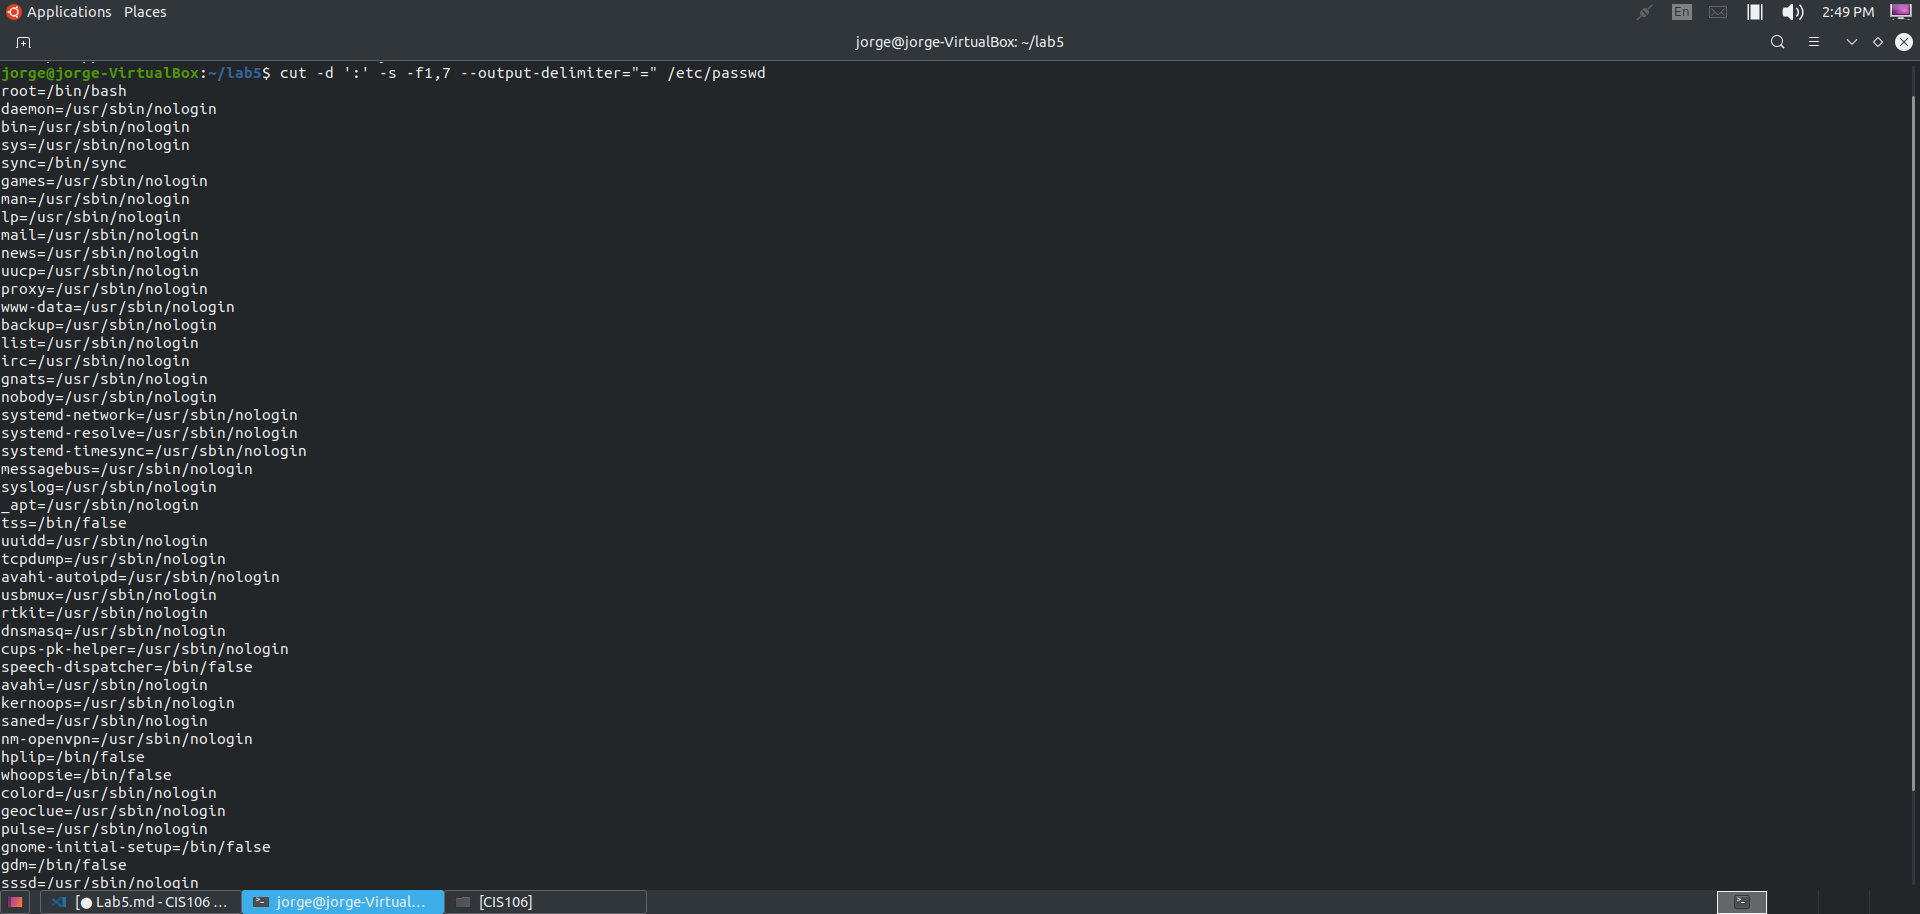 Applications Places
En
2:49 PM
jorge@jorge-VirtualBox: ~/lab5
jorge@jorge-VirtualBox:~/lab5$ cut -d ':' -s -f1,7 --output-delimiter="=" /etc/passwd
root=/bin/bash
daemon=/usr/sbin/nologin
bin=/usr/sbin/nologin
sys=/usr/sbin/nologin
sync=/bin/sync
games=/usr/sbin/nologin
man=/usr/sbin/nologin
lp=/usr/sbin/nologin
mail=/usr/sbin/nologin
news=/usr/sbin/nologin
uucp=/usr/sbin/nologin
proxy=/usr/sbin/nologin
www-data=/usr/sbin/nologin
backup=/usr/sbin/nologin
list=/usr/sbin/nologin
irc=/usr/sbin/nologin
gnats=/usr/sbin/nologin
nobody=/usr/sbin/nologin
systemd-network=/usr/sbin/nologin
systemd-resolve=/usr/sbin/nologin
systemd-timesync=/usr/sbin/nologin
messagebus=/usr/sbin/nologin
syslog=/usr/sbin/nologin
_apt=/usr/sbin/nologin
tss=/bin/false
uuidd=/usr/sbin/nologin
tcpdump=/usr/sbin/nologin
avahi-autoipd=/usr/sbin/nologin
usbmux=/usr/sbin/nologin
rtkit=/usr/sbin/nologin
dnsmasq=/usr/sbin/nologin
cups-pk-helper=/usr/sbin/nologin
speech-dispatcher=/bin/false
avahi=/usr/sbin/nologin
kernoops=/usr/sbin/nologin
saned=/usr/sbin/nologin
nm-openvpn=/usr/sbin/nologin
hplip=/bin/false
whoopsie=/bin/false
colord=/usr/sbin/nologin
geoclue=/usr/sbin/nologin
pulse=/usr/sbin/nologin
gnome-initial-setup=/bin/false
gdm=/bin/false
sssd=/usr/sbin/nologin
[● Lab5.md - CIS106 ... jorge@jorge-Virtual... [CIS106]